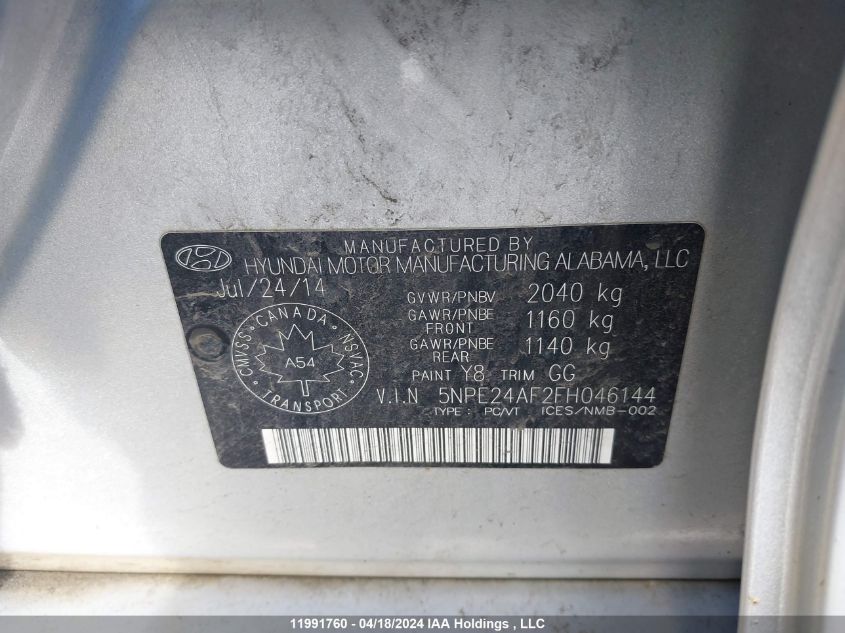 MANUFACTURED BY
HYUNDAI MOTOR MANUFACTURING ALABAMA, LLC
Jul/24/14
GVWR/PNBV 2040 kg
GAWR/PNBE FRONT 1160 kg
GAWR/PNBE REAR 1140 kg
PAINT Y8 TRIM GG
V.I.N 5NPE24AF2FH046144
TYPE : PC/VT ICES/NMB-002
CANADA
CMVSS
A54
NSVAC
TRANSPORT
11991760 - 04/18/2024 IAA Holdings , LLC